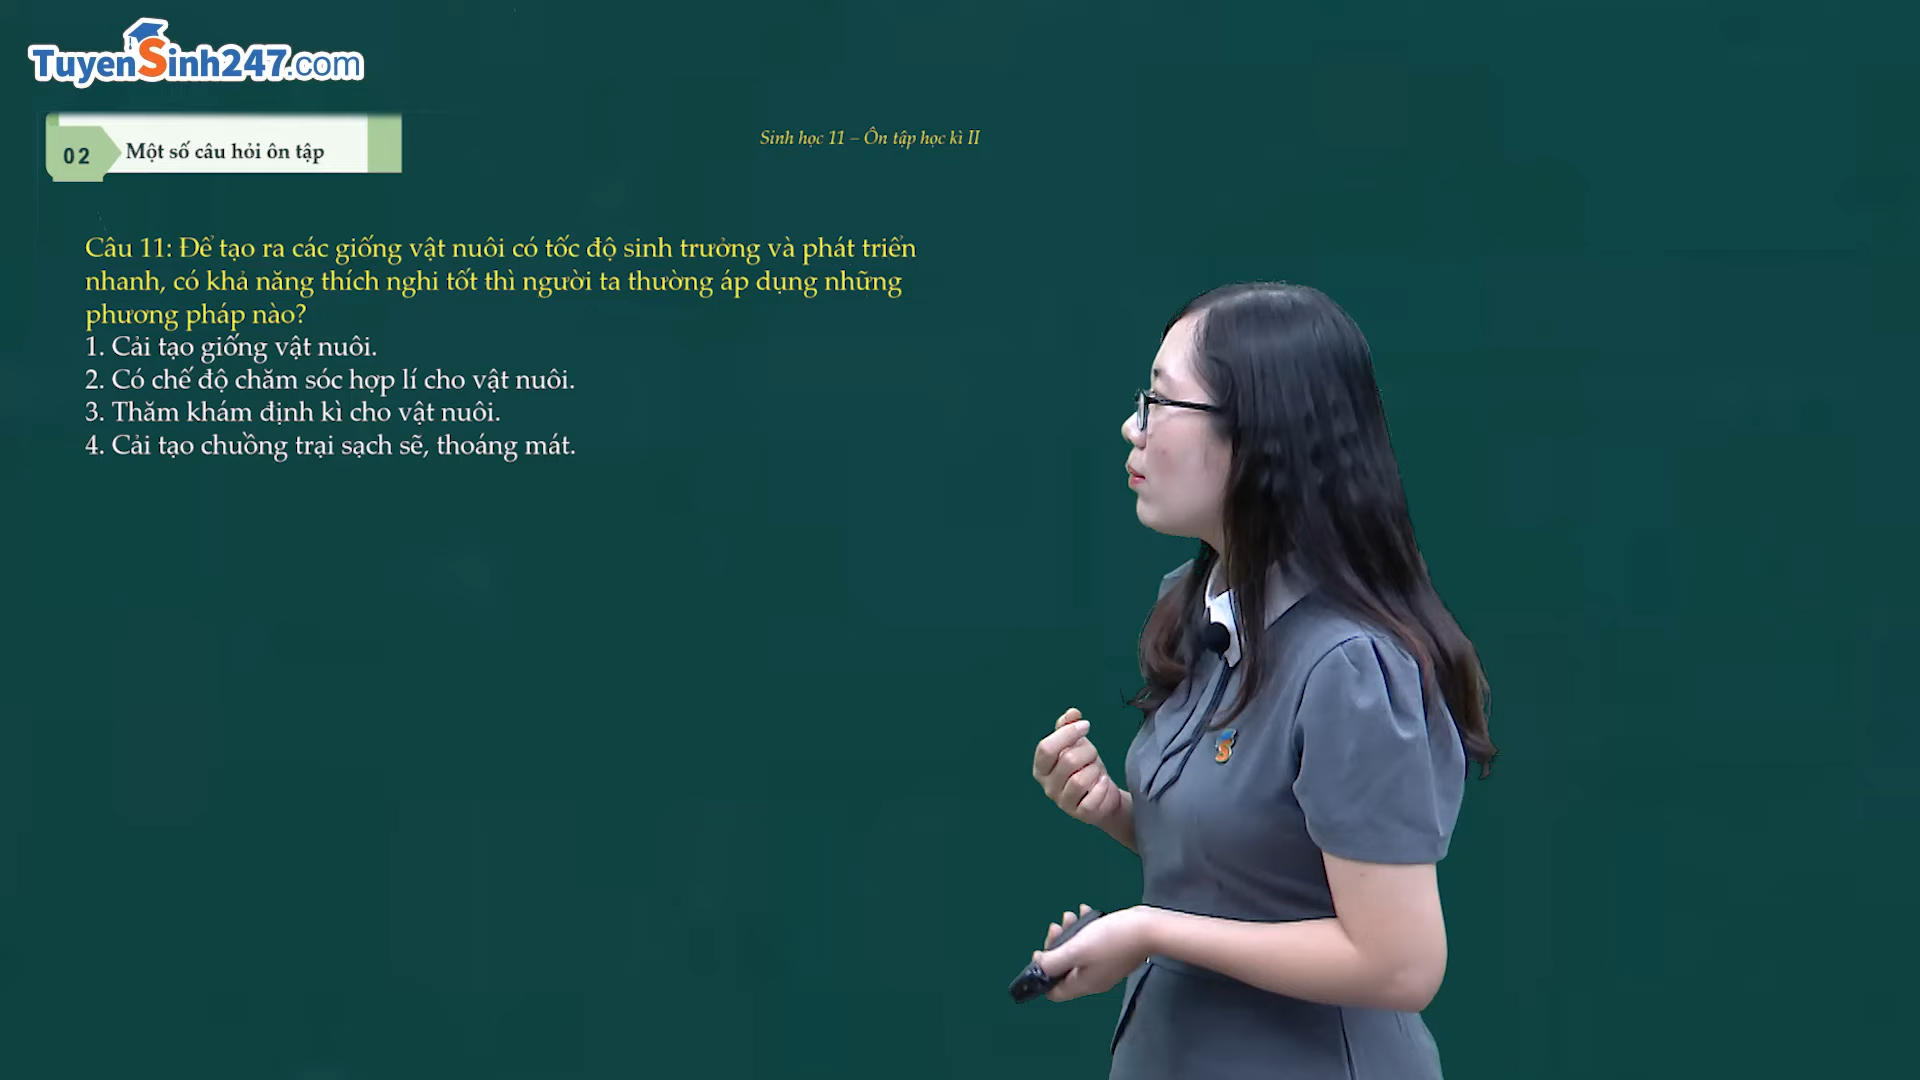 TuyenSinh247.com
02 Một số câu hỏi ôn tập
Sinh học 11 – Ôn tập học kì II
Câu 11: Để tạo ra các giống vật nuôi có tốc độ sinh trưởng và phát triển
nhanh, có khả năng thích nghi tốt thì người ta thường áp dụng những
phương pháp nào?
1. Cải tạo giống vật nuôi.
2. Có chế độ chăm sóc hợp lí cho vật nuôi.
3. Thăm khám định kì cho vật nuôi.
4. Cải tạo chuồng trại sạch sẽ, thoáng mát.